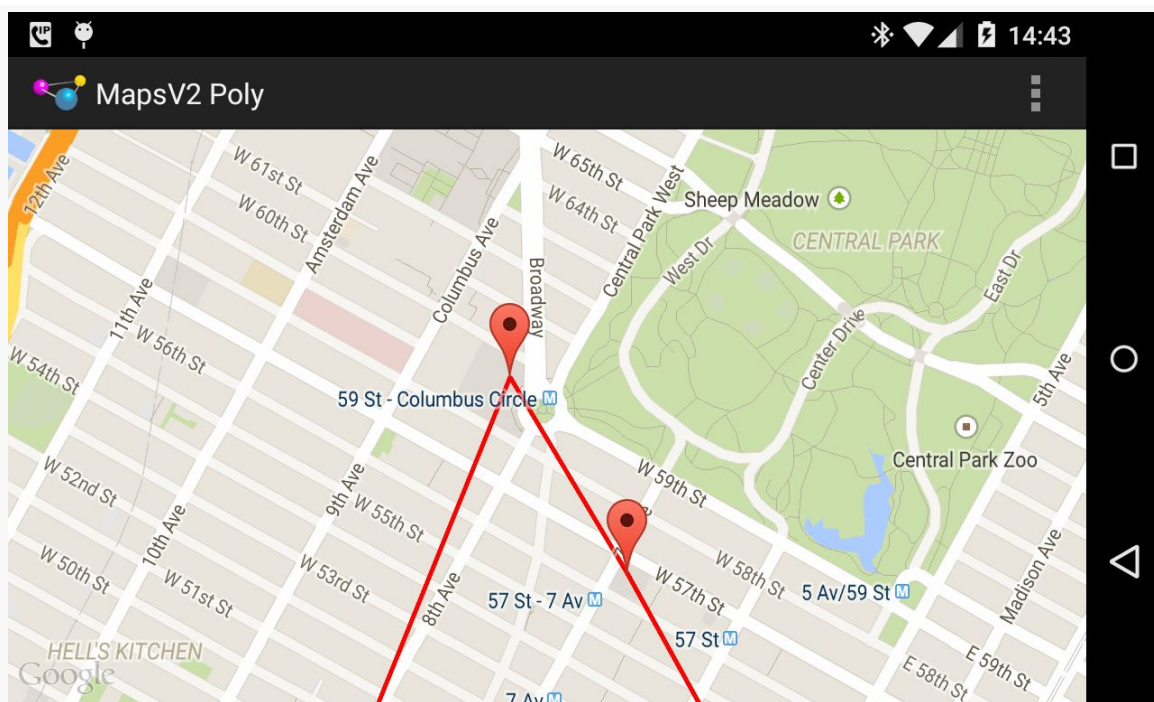 IP
14:43
MapsV2 Poly
12th Ave
W 61st St
Amsterdam Ave
W 65th St
Central Park West
Sheep Meadow
W 60th St
W 64th St
CENTRAL PARK
Columbus Ave
Broadway
West Dr
East Dr
11th Ave
W 56th St
Center Drive
W 54th St
5th Ave
59 St - Columbus Circle M
Central Park Zoo
W 52nd St
9th Ave
W 59th St
W 55th St
10th Ave
W 50th St
W 51st St
W 53rd St
8th Ave
W 57th St
W 58th St
Madison Ave
57 St - 7 Av M
5 Av/59 St M
57 St M
HELL'S KITCHEN
Google
E 58th St
E 59th St
7 Av M